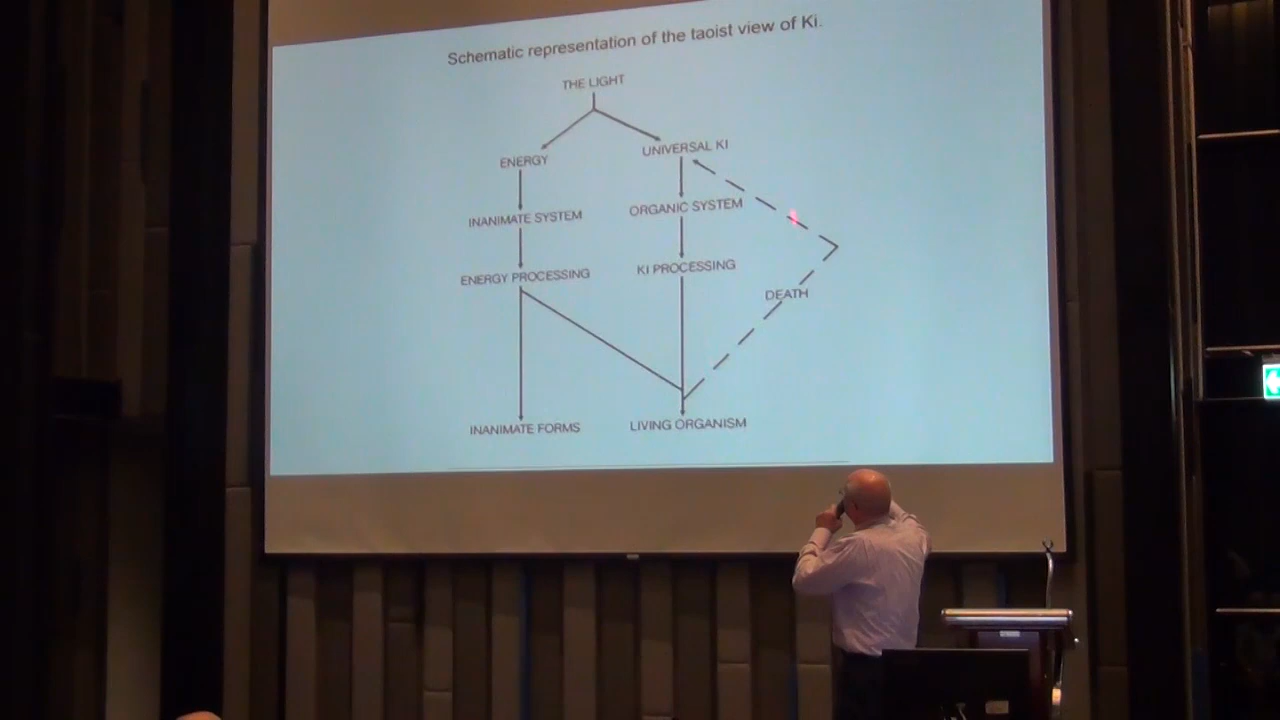 Schematic representation of the taoist view of Ki.
THE LIGHT
ENERGY
UNIVERSAL KI
INANIMATE SYSTEM
ORGANIC SYSTEM
ENERGY PROCESSING
KI PROCESSING
DEATH
INANIMATE FORMS
LIVING ORGANISM